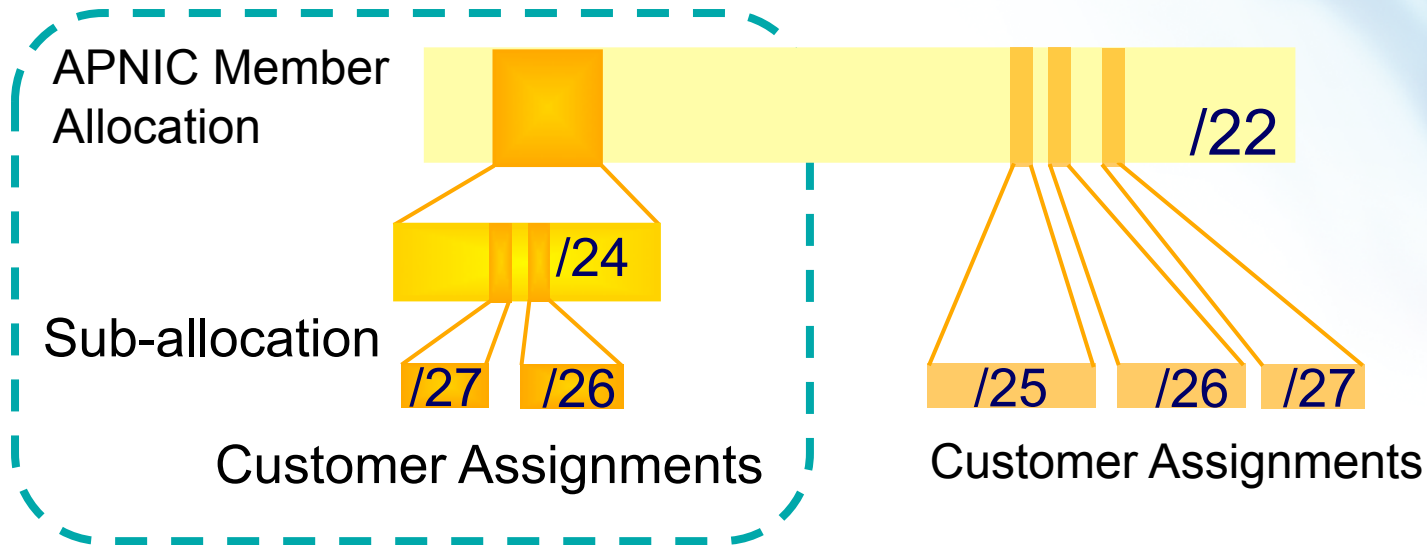 APNIC Member
Allocation
/22
/24
Sub-allocation
/27
/26
Customer Assignments
/25
/26
/27
Customer Assignments